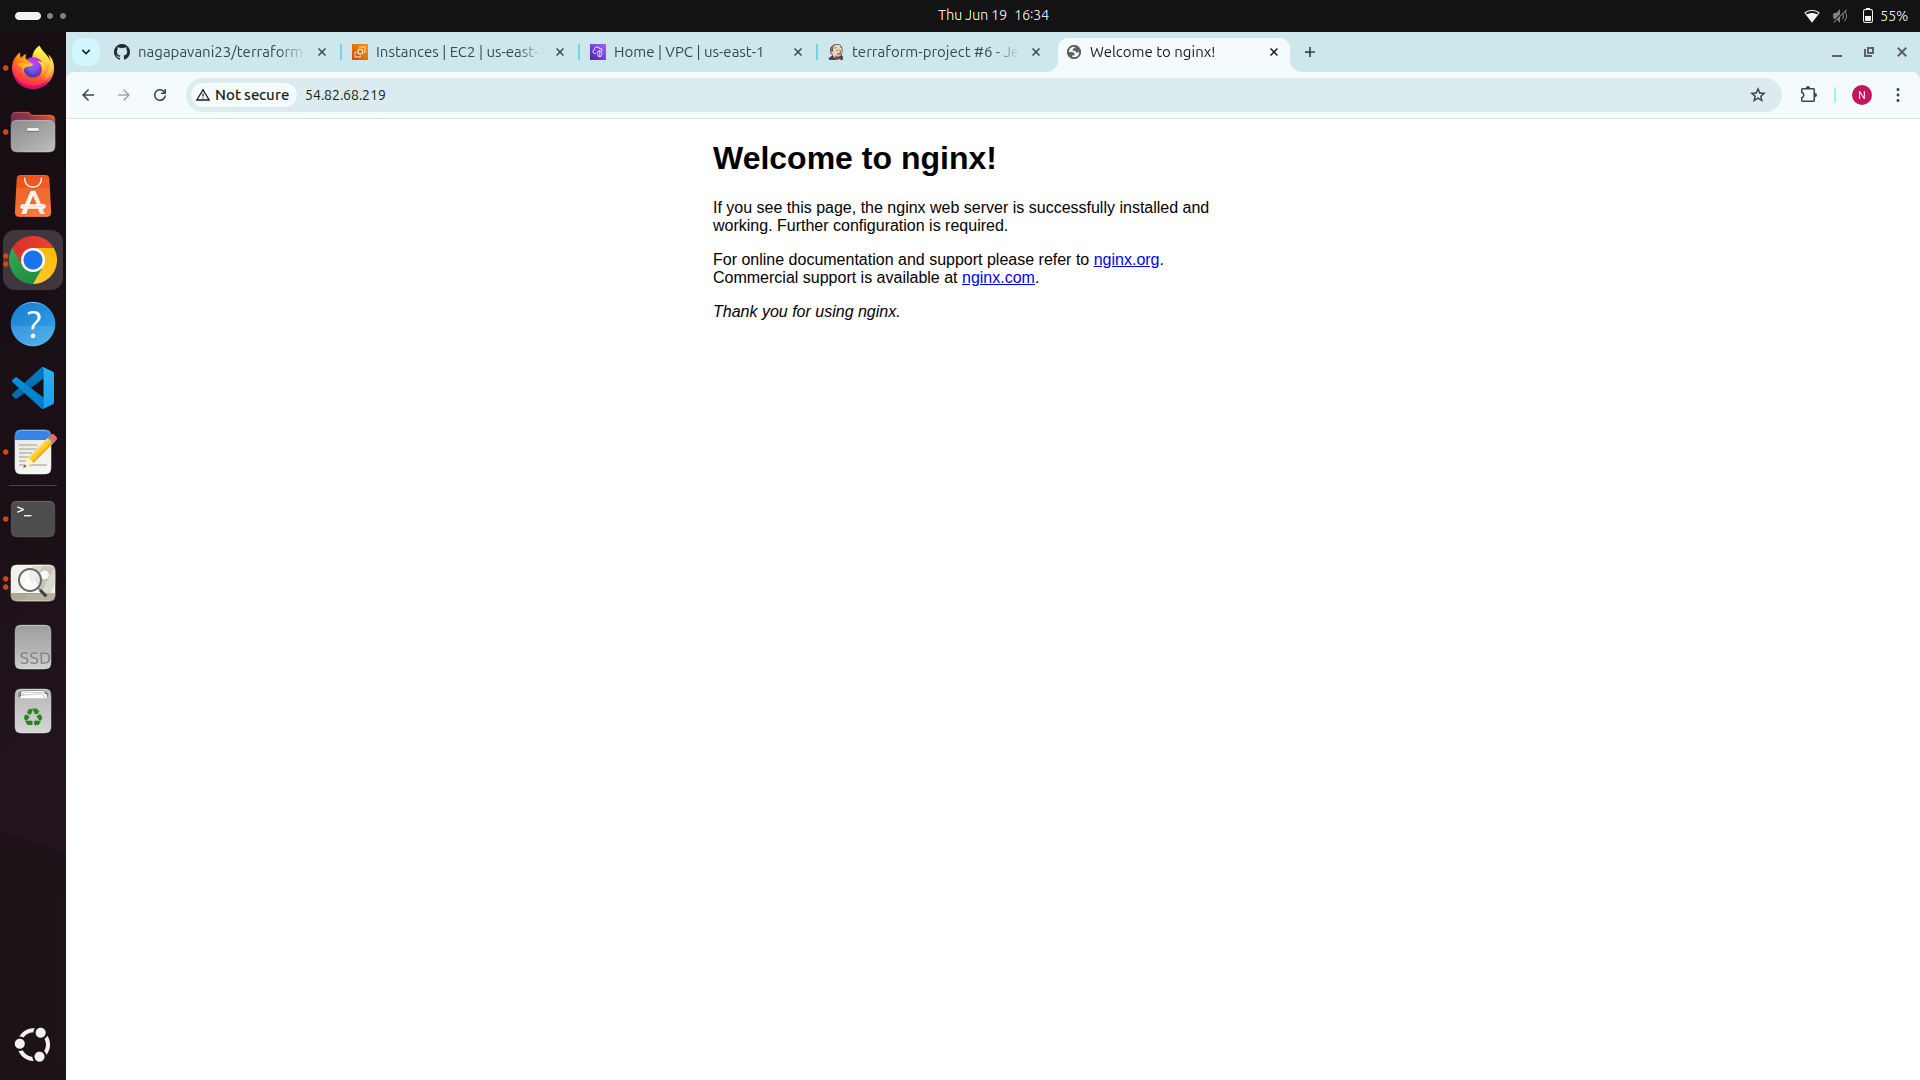 Thu Jun 19 16:34
55%
nagapavani23/terraform
Instances | EC2 | us-east-
Home | VPC | us-east-1
terraform-project #6 - Je
Welcome to nginx!
Not secure
54.82.68.219
N
Welcome to nginx!
If you see this page, the nginx web server is successfully installed and
working. Further configuration is required.
For online documentation and support please refer to nginx.org.
Commercial support is available at nginx.com.
Thank you for using nginx.
>_
SSD